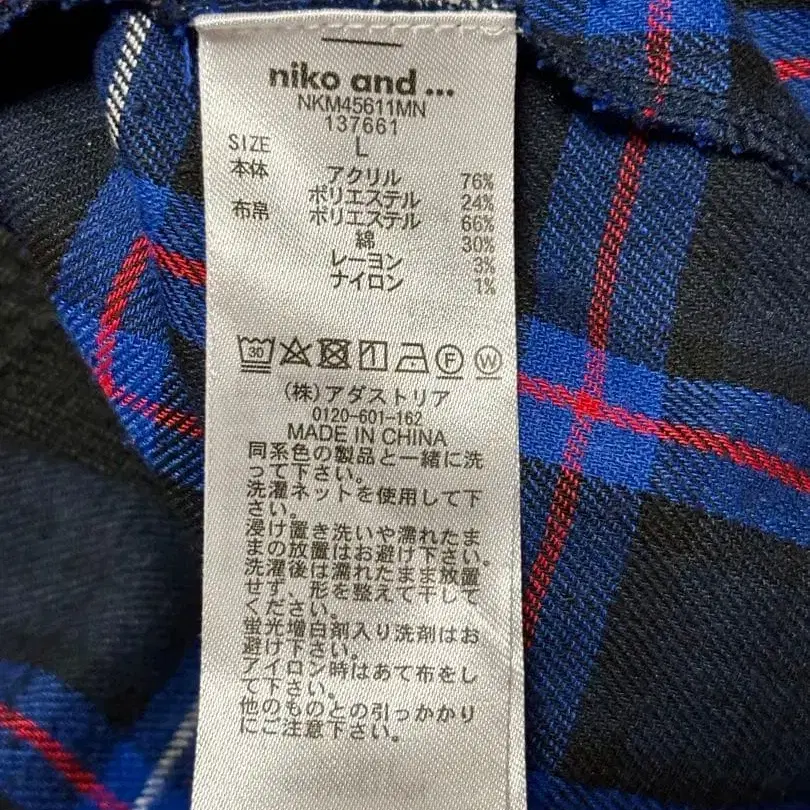 niko and ...
NKM45611MN
137661
SIZE L
本体 アクリル 76%
ポリエステル 24%
布帛 ポリエステル 66%
綿 30%
レーヨン 3%
ナイロン 1%
30 F W
(株)アダストリア
0120-601-162
MADE IN CHINA
同系色の製品と一緒に洗
って下さい。
洗濯ネットを使用して下
さい。
浸け置き洗いや濡れたま
まの放置はお避け下さい。
洗濯後は濡れたまま放置
せず、形を整えて干して
ください。
蛍光増白剤入り洗剤はお
避け下さい。
アイロン時はあて布をし
て下さい。
他のものとの引っかかり
にご注意下さい。